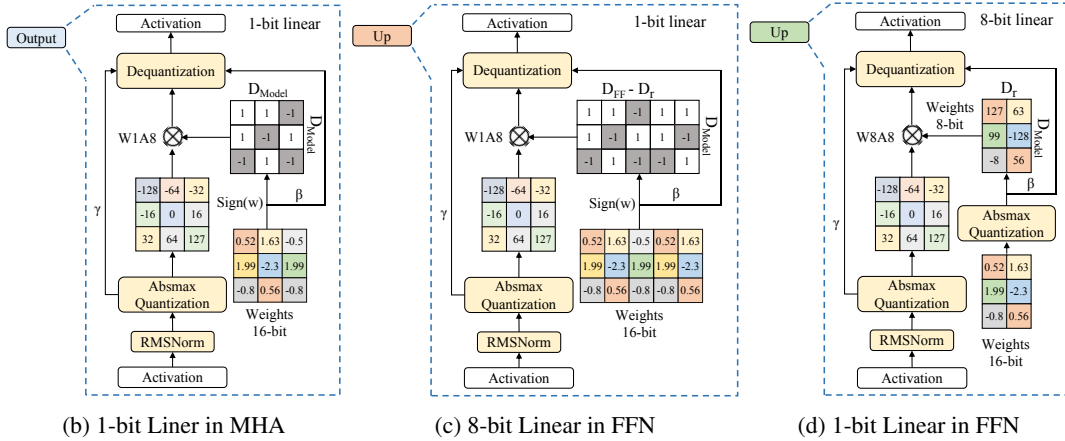 Output
Activation
1-bit linear
Dequantization
D_Model
1 1 -1
1 -1 1
-1 1 -1
D_Model
W1A8
-128 -64 -32
-16 0 16
32 64 127
γ
Sign(w)
β
0.52 1.63 -0.5
1.99 -2.3 1.99
-0.8 0.56 -0.8
Weights
16-bit
Absmax
Quantization
RMSNorm
Activation
(b) 1-bit Liner in MHA
Up
Activation
1-bit linear
Dequantization
D_FF - D_r
1 1 -1 1 1
1 -1 1 1 -1
-1 1 -1 -1 1
D_Model
W1A8
-128 -64 -32
-16 0 16
32 64 127
γ
Sign(w)
β
0.52 1.63 -0.5 0.52 1.63
1.99 -2.3 1.99 1.99 -2.3
-0.8 0.56 -0.8 -0.8 0.56
Weights
16-bit
Absmax
Quantization
RMSNorm
Activation
(c) 8-bit Linear in FFN
Up
Activation
8-bit linear
Dequantization
D_r
Weights
8-bit
127 63
99 -128
-8 56
D_Model
W8A8
-128 -64 -32
-16 0 16
32 64 127
γ
β
Absmax
Quantization
0.52 1.63
1.99 -2.3
-0.8 0.56
Weights
16-bit
Absmax
Quantization
RMSNorm
Activation
(d) 1-bit Linear in FFN